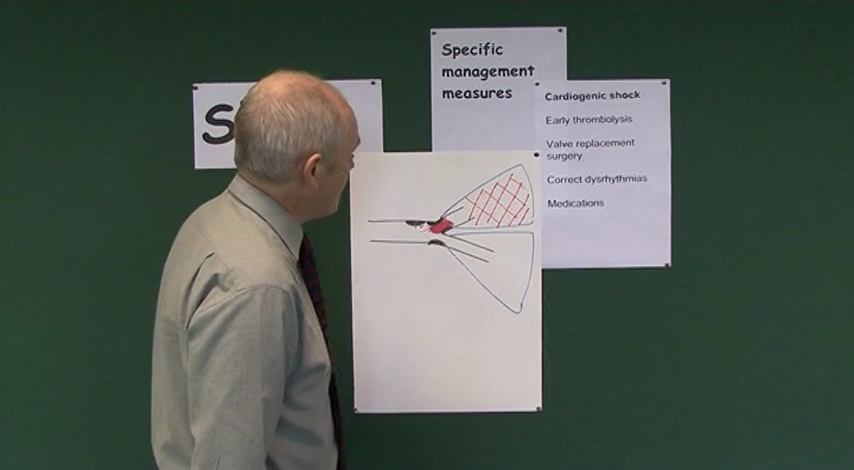 S
Specific
management
measures
Cardiogenic shock
Early thrombolysis
Valve replacement
surgery
Correct dysrhythmias
Medications